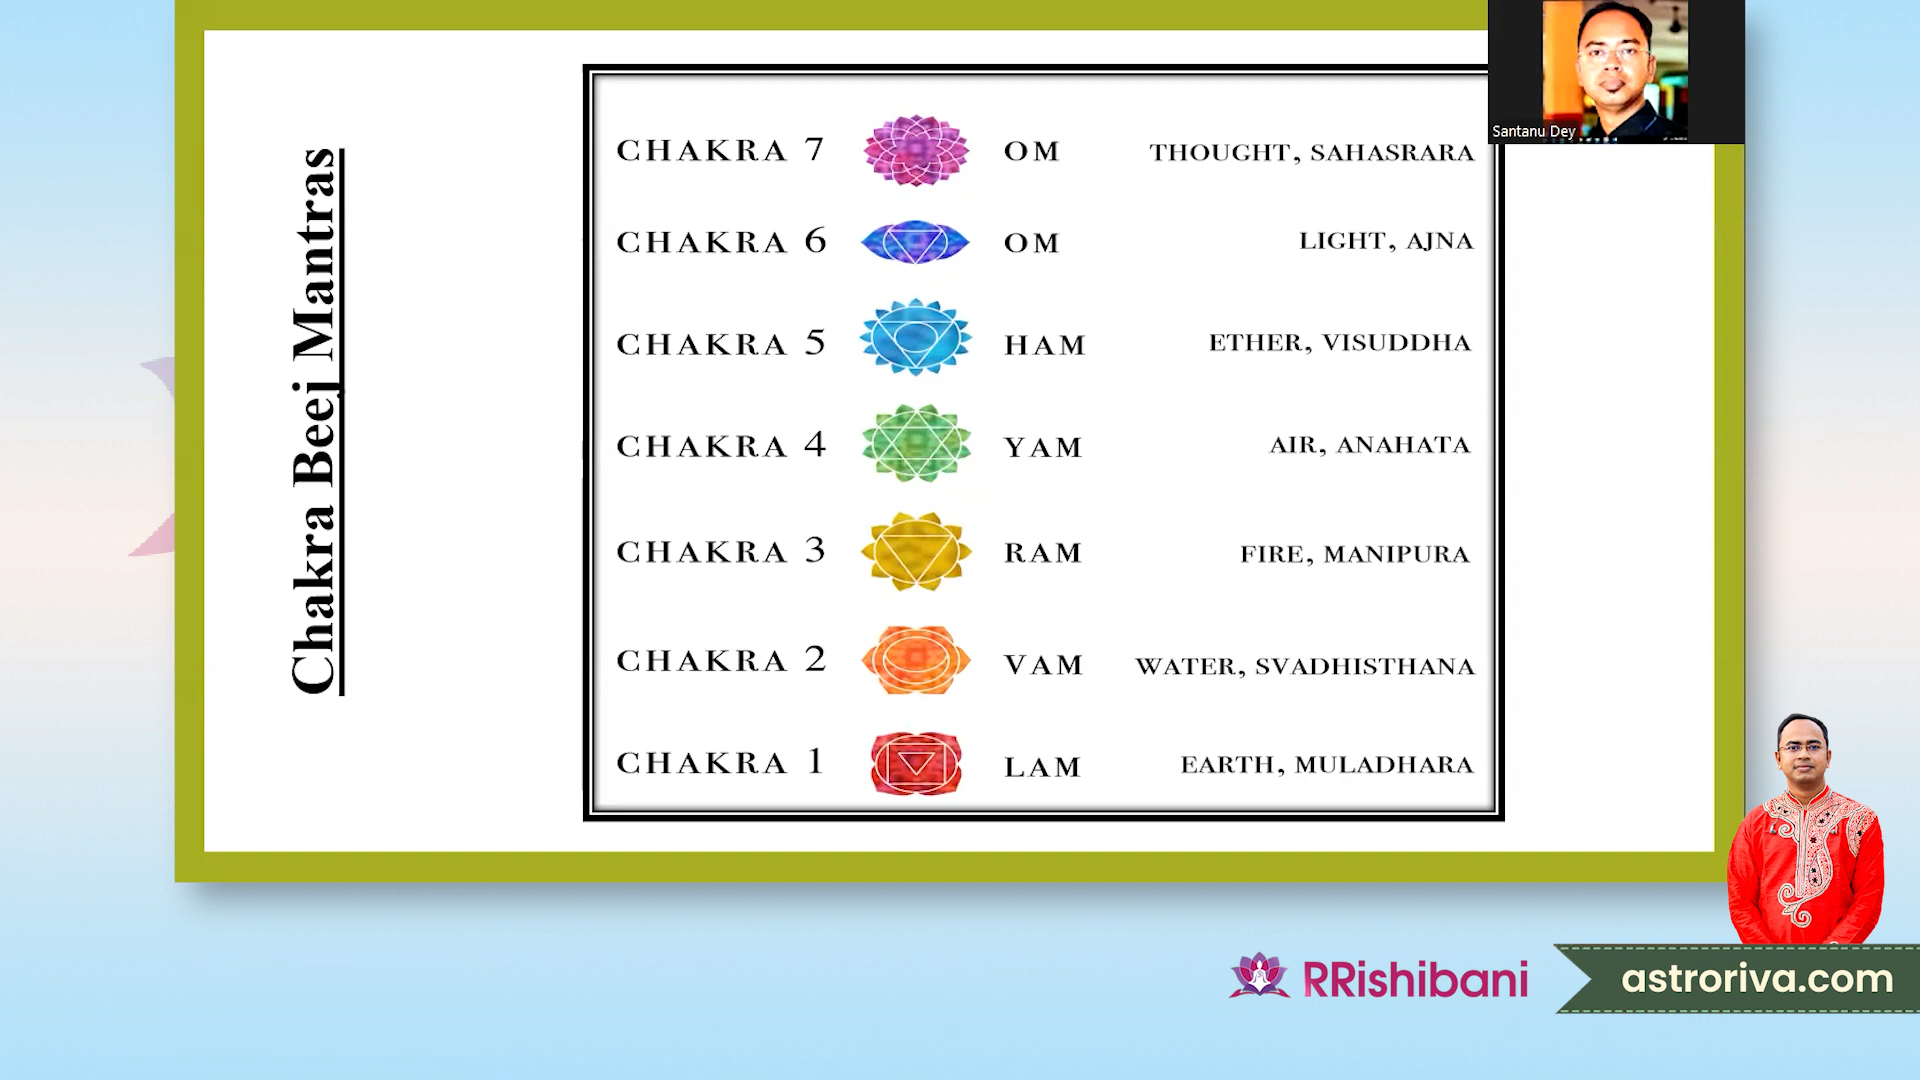 Chakra Beej Mantras
CHAKRA 7 OM THOUGHT, SAHASRARA
CHAKRA 6 OM LIGHT, AJNA
CHAKRA 5 HAM ETHER, VISUDDHA
CHAKRA 4 YAM AIR, ANAHATA
CHAKRA 3 RAM FIRE, MANIPURA
CHAKRA 2 VAM WATER, SVADHISTHANA
CHAKRA 1 LAM EARTH, MULADHARA
Santanu Dey
RRishibani
astroriva.com